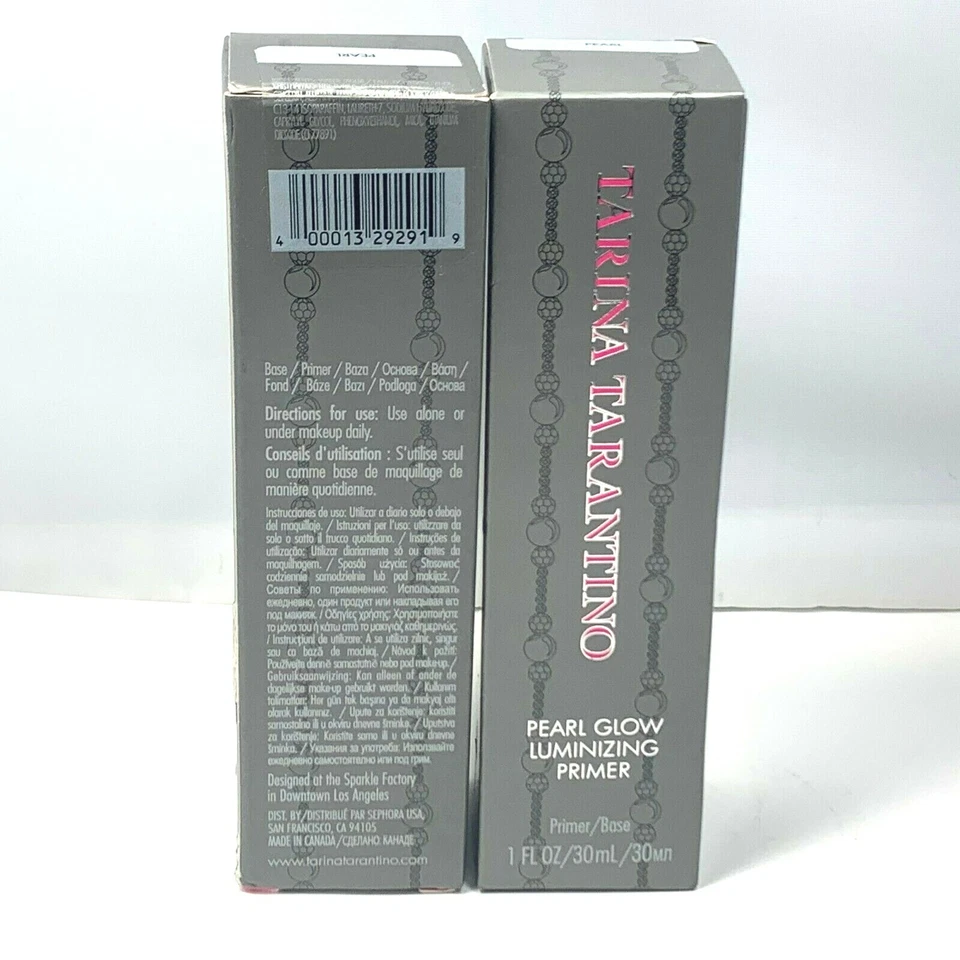 PEARL
C13-14 ISOPARAFFIN, LAURETH-7, SODIUM HYALURONATE,
CAPRYLYL GLYCOL, PHENOXYETHANOL, MICA, TITANIUM
DIOXIDE (CI 77891)
4 00013 29291 9
Base / Primer / Baza / Основа / Βάση /
Fond / Báze / Bazı / Podloga / Основа
Directions for use: Use alone or
under makeup daily.
Conseils d'utilisation : S'utilise seul
ou comme base de maquillage de
manière quotidienne.
Instrucciones de uso: Utilizar a diario solo o debajo
del maquillaje. / Istruzioni per l'uso: utilizzare da
solo o sotto il trucco quotidiano. / Instruções de
utilização: Utilizar diariamente só ou antes da
maquilhagem. / Sposób użycia: Stosować
codziennie samodzielnie lub pod makijaż. /
Советы по применению: Использовать
ежедневно, один продукт или накладывая его
под макияж. / Οδηγίες χρήσης: Χρησιμοποιήστε
το μόνο του ή κάτω από το μακιγιάζ καθημερινώς.
/ Instrucțiuni de utilizare: A se utiliza zilnic, singur
sau ca bază de machiaj. / Návod k použití:
Používejte denně samostatně nebo pod make-up. /
Gebruiksaanwijzing: Kan alleen of onder de
dagelijkse make-up gebruikt worden. / Kullanım
talimatları: Her gün tek başına ya da makyaj altı
olarak kullanınız. / Upute za korištenje: koristiti
samostalno ili u okviru dnevne šminke. / Uputstva
za korišćenje: Koristite samo ili u okviru dnevne
šminke. / Указания за употреба: Използвайте
ежедневно самостоятелно или под грим.
Designed at the Sparkle Factory
in Downtown Los Angeles
DIST. BY/DISTRIBUÉ PAR SEPHORA USA,
SAN FRANCISCO, CA 94105
MADE IN CANADA/СДЕЛАНО: КАНАДЕ
www.tarinatarantino.com
TARINA TARANTINO
PEARL GLOW
LUMINIZING
PRIMER
Primer/Base
1 FL OZ/30mL/30мл